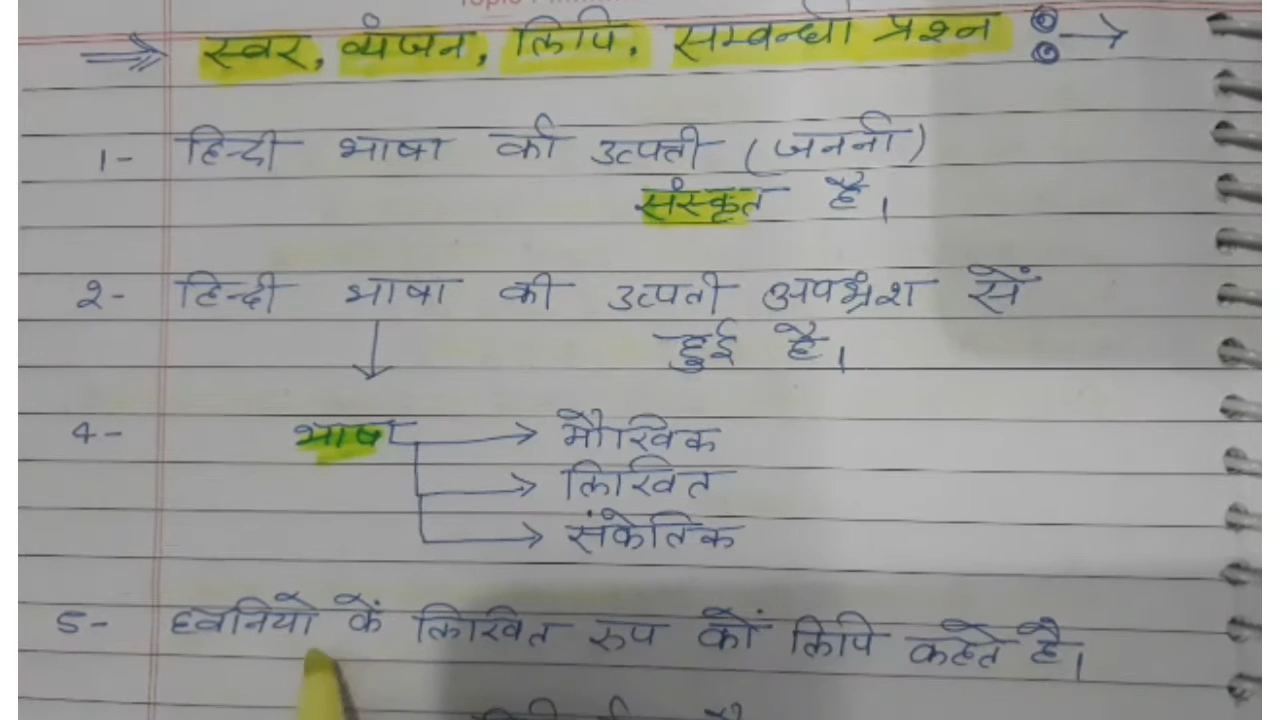 ⇒ स्वर, व्यंजन, लिपि, सम्बन्धी प्रश्न : →
1- हिन्दी भाषा की उत्पती (जननी)
संस्कृत है।
2- हिन्दी भाषा की उत्पती अपभ्रंश सें
हुई है।
4- भाषा → मौखिक
→ लिखित
→ संकेतिक
5- ध्वनियो कें लिखित रुप कों लिपि कहते है।